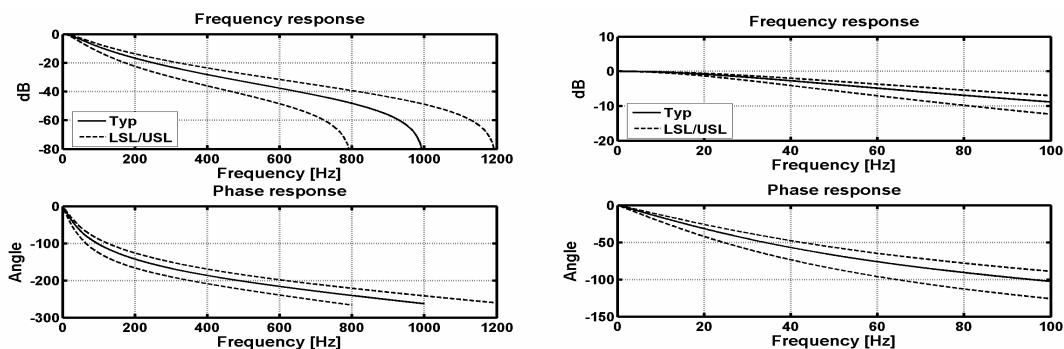 Frequency response
0
-20
-40
-60
-80
dB
Typ
LSL/USL
0 200 400 600 800 1000 1200
Frequency [Hz]
Phase response
0
-100
-200
-300
Angle
0 200 400 600 800 1000 1200
Frequency [Hz]
Frequency response
10
0
-10
-20
dB
Typ
LSL/USL
0 20 40 60 80 100
Frequency [Hz]
Phase response
0
-50
-100
-150
Angle
0 20 40 60 80 100
Frequency [Hz]